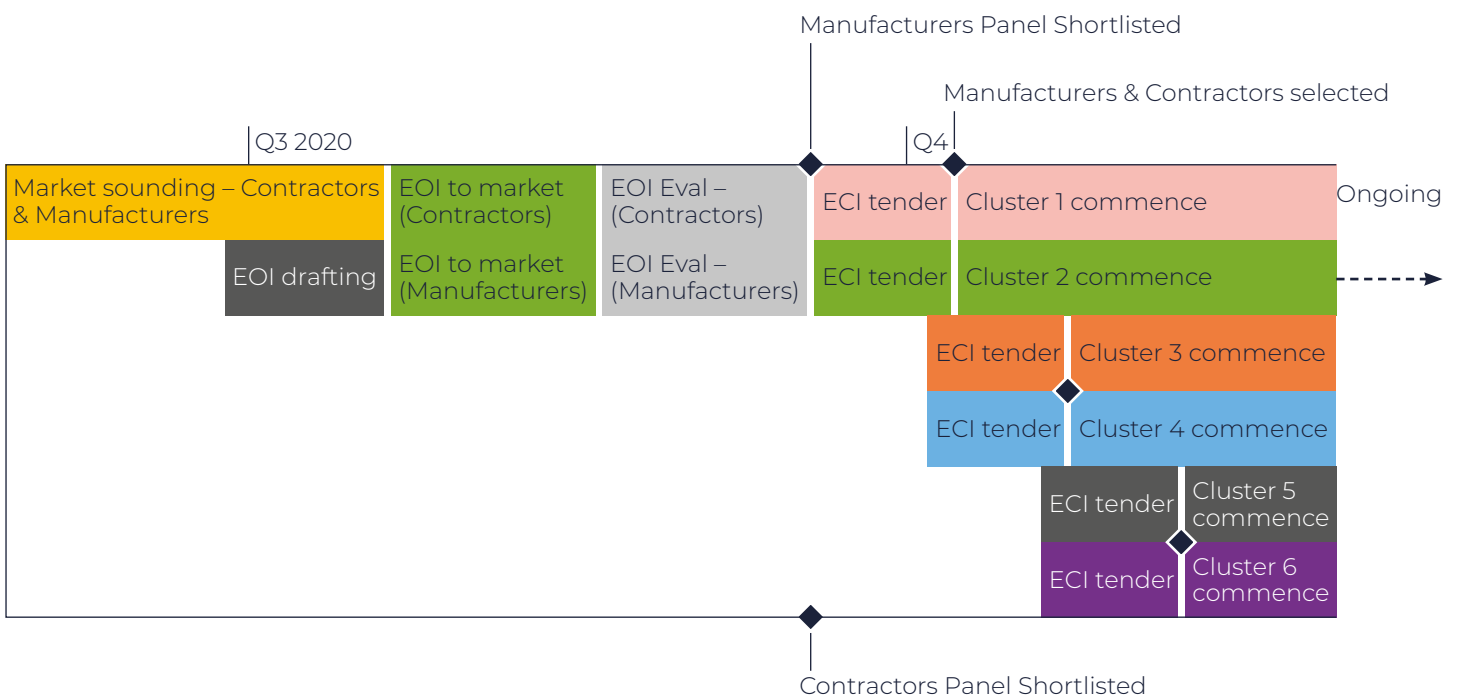 Manufacturers Panel Shortlisted
Manufacturers & Contractors selected
Q3 2020
Q4
Market sounding – Contractors
& Manufacturers
EOI to market
(Contractors)
EOI Eval –
(Contractors)
ECI tender
Cluster 1 commence
Ongoing
EOI drafting
EOI to market
(Manufacturers)
EOI Eval –
(Manufacturers)
ECI tender
Cluster 2 commence
ECI tender
Cluster 3 commence
ECI tender
Cluster 4 commence
ECI tender
Cluster 5
commence
ECI tender
Cluster 6
commence
Contractors Panel Shortlisted